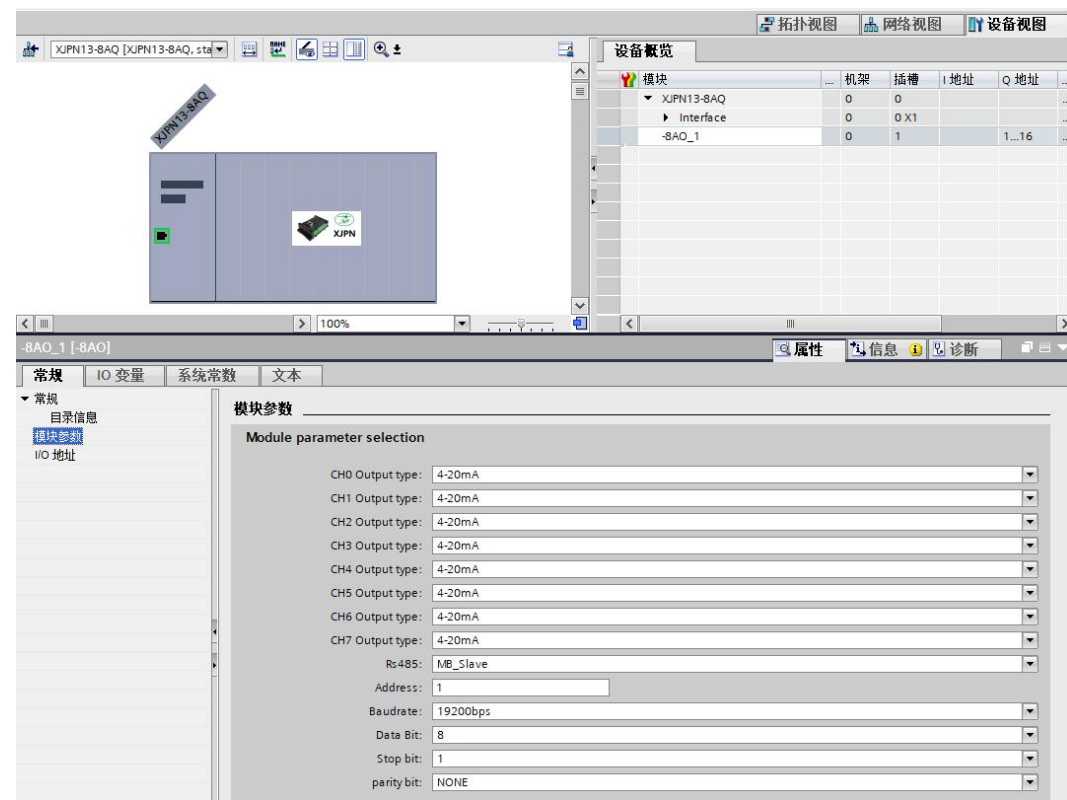 拓扑视图 网络视图 设备视图
XJPN13-8AQ [XJPN13-8AQ, sta
设备概览
模块 ... 机架 插槽 I 地址 Q 地址 ...
XJPN13-8AQ 0 0
Interface 0 0 X1
-8AO_1 0 1 1...16
XJPN13-8AQ
XJPN
100%
-8AO_1 [-8AO]
属性 信息 诊断
常规 IO 变量 系统常数 文本
常规
目录信息
模块参数
I/O 地址
模块参数
Module parameter selection
CH0 Output type: 4-20mA
CH1 Output type: 4-20mA
CH2 Output type: 4-20mA
CH3 Output type: 4-20mA
CH4 Output type: 4-20mA
CH5 Output type: 4-20mA
CH6 Output type: 4-20mA
CH7 Output type: 4-20mA
Rs485: MB_Slave
Address: 1
Baudrate: 19200bps
Data Bit: 8
Stop bit: 1
parity bit: NONE